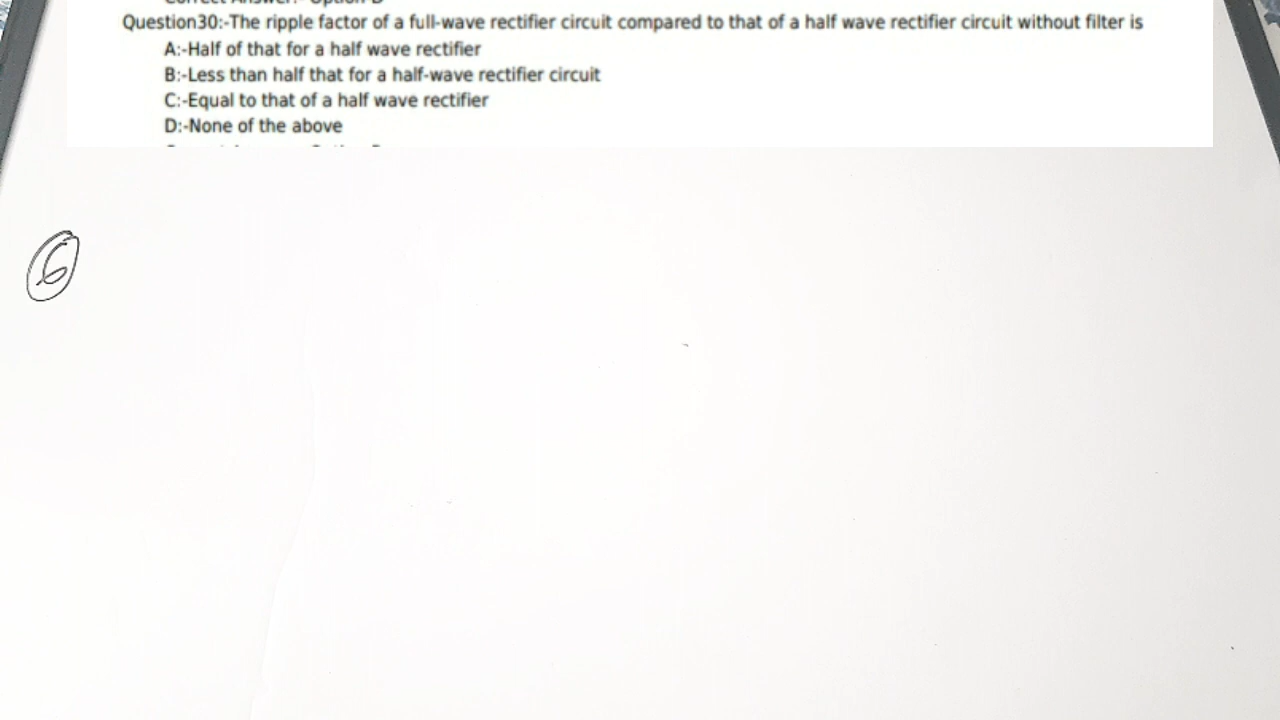 Question30:-The ripple factor of a full-wave rectifier circuit compared to that of a half wave rectifier circuit without filter is
A:-Half of that for a half wave rectifier
B:-Less than half that for a half-wave rectifier circuit
C:-Equal to that of a half wave rectifier
D:-None of the above
6